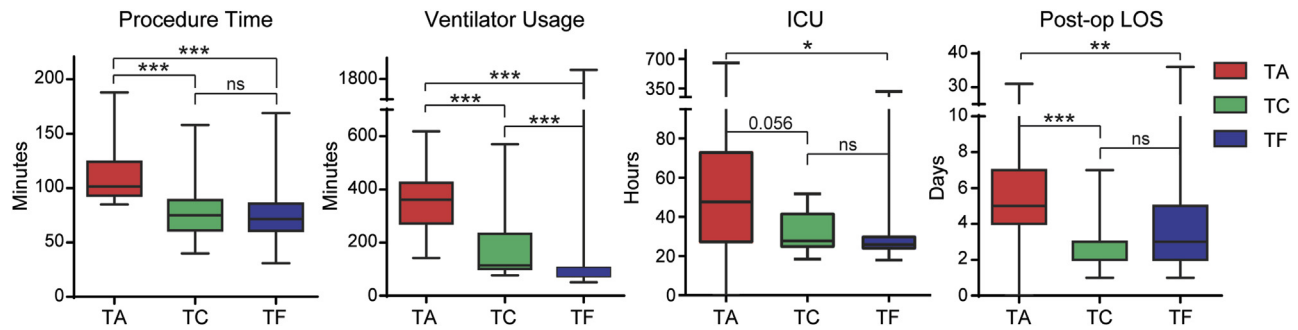 Procedure Time
***
***
ns
200
150
100
50
0
Minutes
TA TC TF
Ventilator Usage
***
***
***
1800
600
400
200
0
Minutes
TA TC TF
ICU
*
0.056
ns
700
350
80
60
40
20
0
Hours
TA TC TF
Post-op LOS
**
***
ns
40
30
10
8
6
4
2
0
Days
TA TC TF
TA
TC
TF